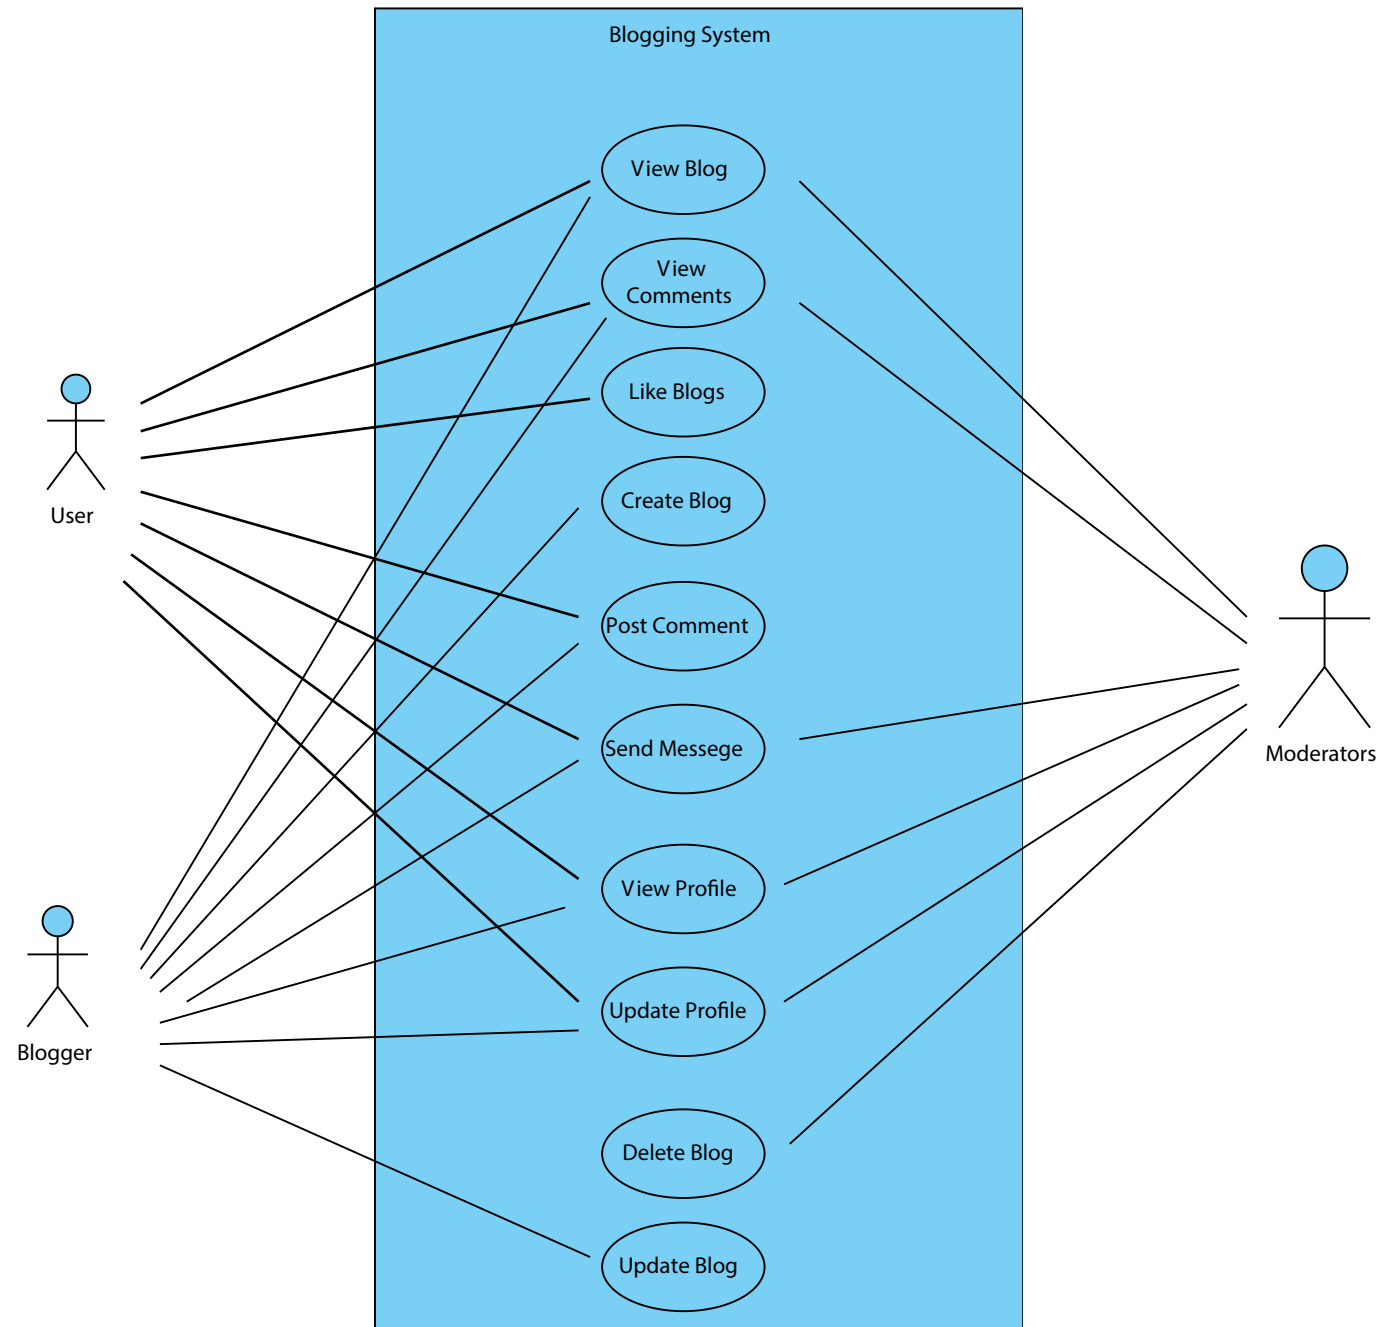 Blogging System
View Blog
View
Comments
Like Blogs
Create Blog
User
Post Comment
Send Messege
Moderators
View Profile
Update Profile
Blogger
Delete Blog
Update Blog